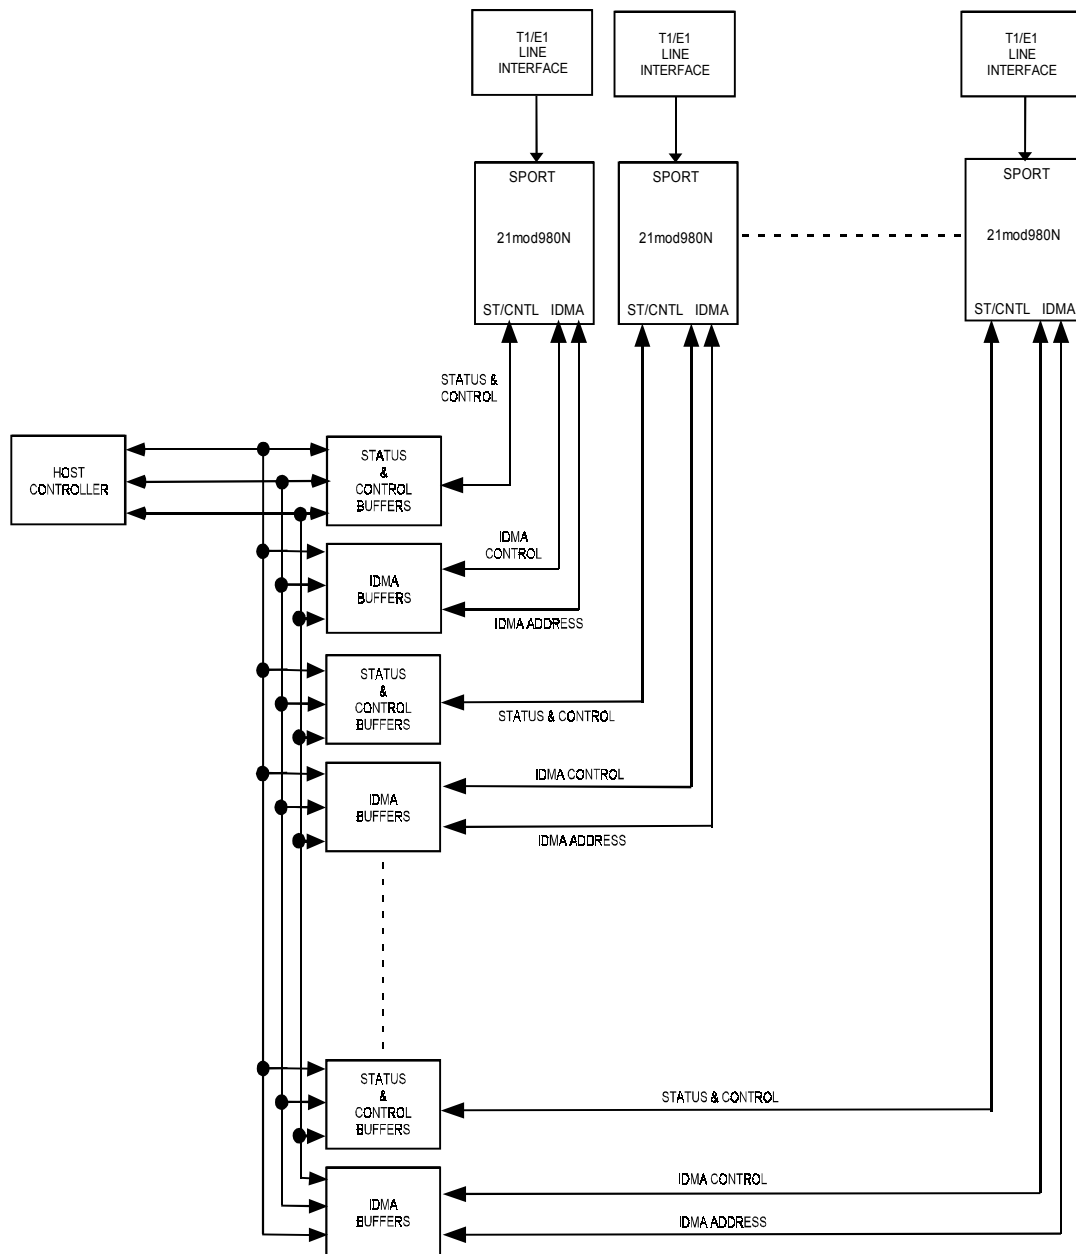 T1/E1
LINE
INTERFACE
T1/E1
LINE
INTERFACE
T1/E1
LINE
INTERFACE
SPORT
21mod980N
ST/CNTL IDMA
SPORT
21mod980N
ST/CNTL IDMA
SPORT
21mod980N
ST/CNTL IDMA
STATUS &
CONTROL
HOST
CONTROLLER
STATUS
&
CONTROL
BUFFERS
IDMA
CONTROL
IDMA
BUFFERS
IDMA ADDRESS
STATUS
&
CONTROL
BUFFERS
STATUS & CONTROL
IDMA CONTROL
IDMA
BUFFERS
IDMA ADDRESS
STATUS
&
CONTROL
BUFFERS
STATUS & CONTROL
IDMA CONTROL
IDMA
BUFFERS
IDMA ADDRESS